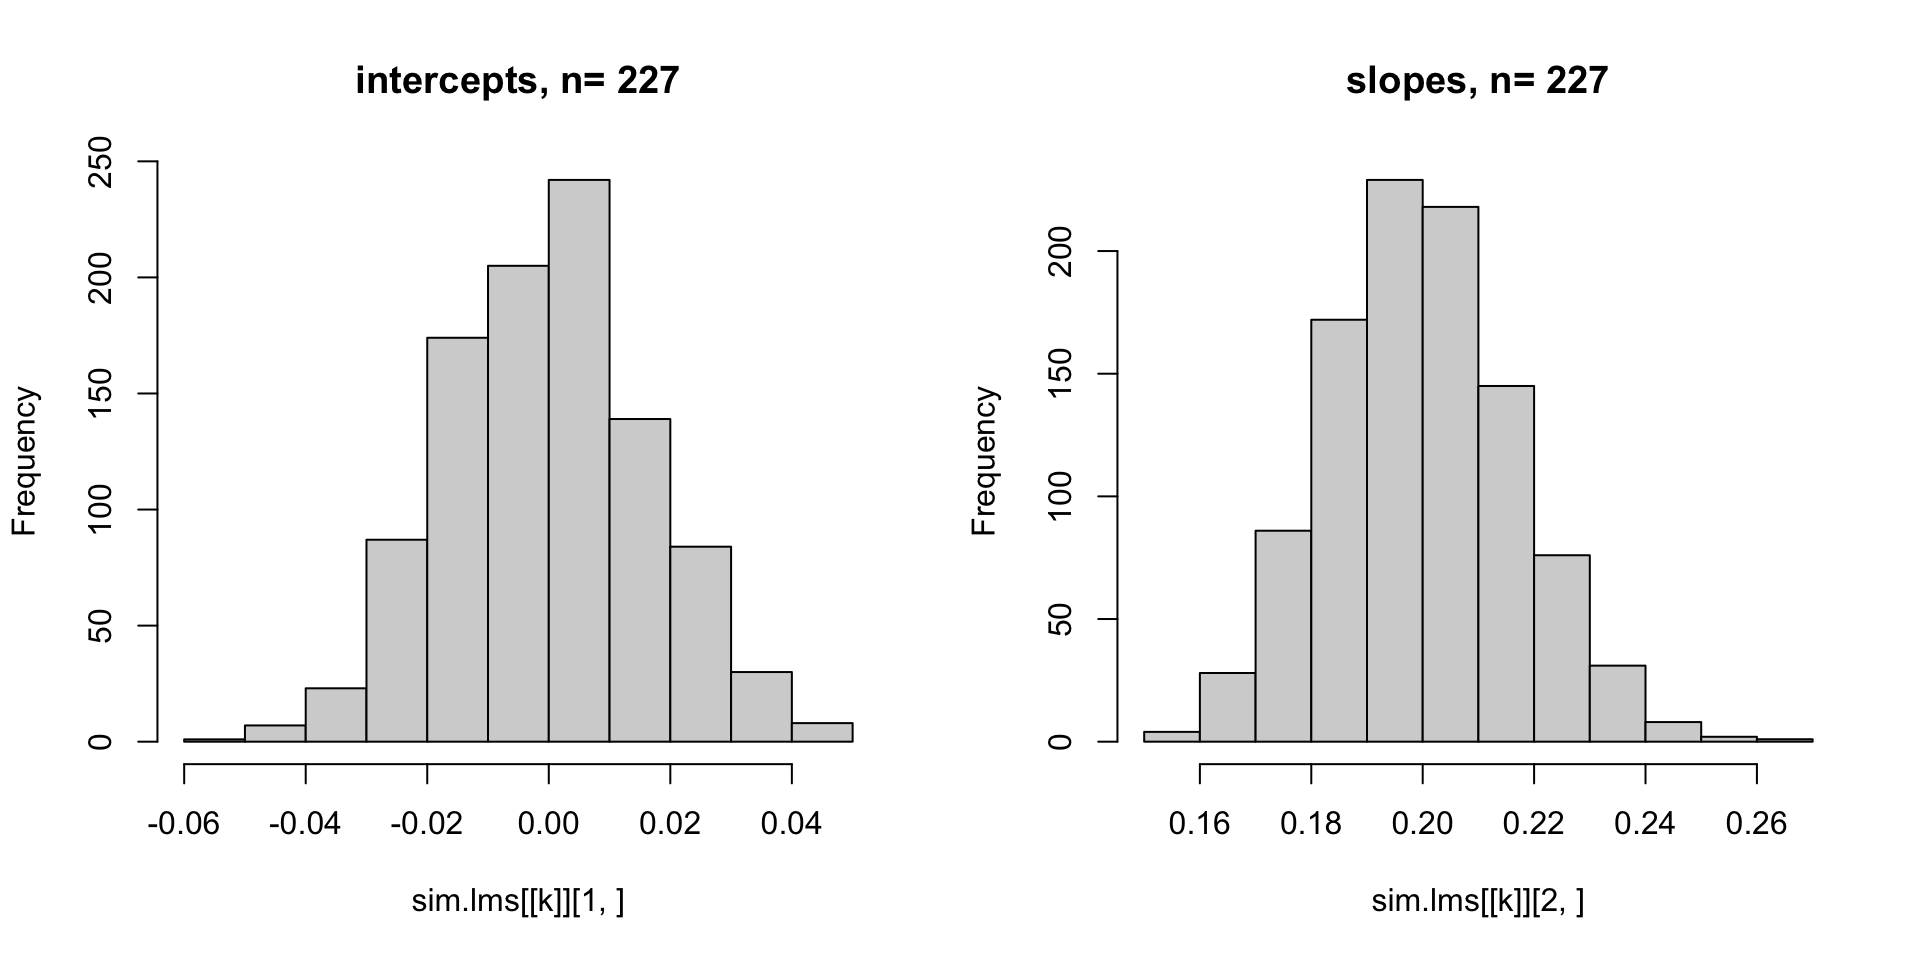 intercepts, n= 227
Frequency
250
200
150
100
50
0
-0.06 -0.04 -0.02 0.00 0.02 0.04
sim.lms[[k]][1, ]
slopes, n= 227
Frequency
200
150
100
50
0
0.16 0.18 0.20 0.22 0.24 0.26
sim.lms[[k]][2, ]